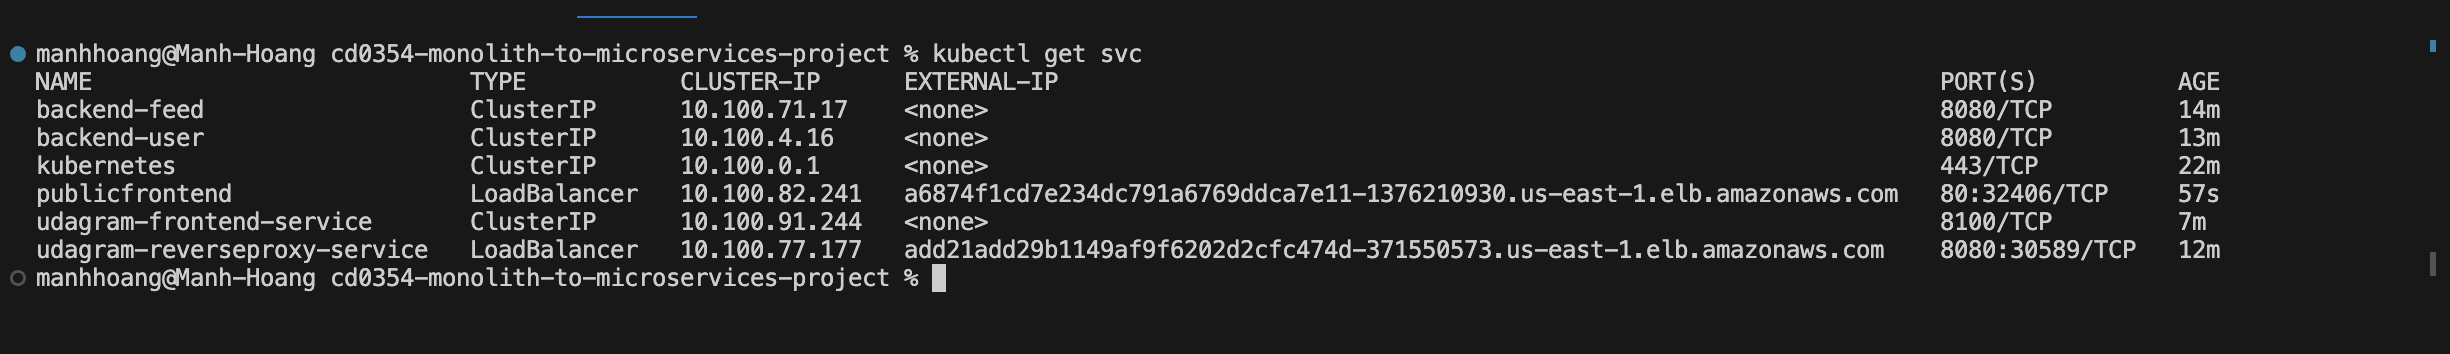 manhhoang@Manh-Hoang cd0354-monolith-to-microservices-project % kubectl get svc
NAME TYPE CLUSTER-IP EXTERNAL-IP PORT(S) AGE
backend-feed ClusterIP 10.100.71.17 <none> 8080/TCP 14m
backend-user ClusterIP 10.100.4.16 <none> 8080/TCP 13m
kubernetes ClusterIP 10.100.0.1 <none> 443/TCP 22m
publicfrontend LoadBalancer 10.100.82.241 a6874f1cd7e234dc791a6769ddca7e11-1376210930.us-east-1.elb.amazonaws.com 80:32406/TCP 57s
udagram-frontend-service ClusterIP 10.100.91.244 <none> 8100/TCP 7m
udagram-reverseproxy-service LoadBalancer 10.100.77.177 add21add29b1149af9f6202d2cfc474d-371550573.us-east-1.elb.amazonaws.com 8080:30589/TCP 12m
manhhoang@Manh-Hoang cd0354-monolith-to-microservices-project %